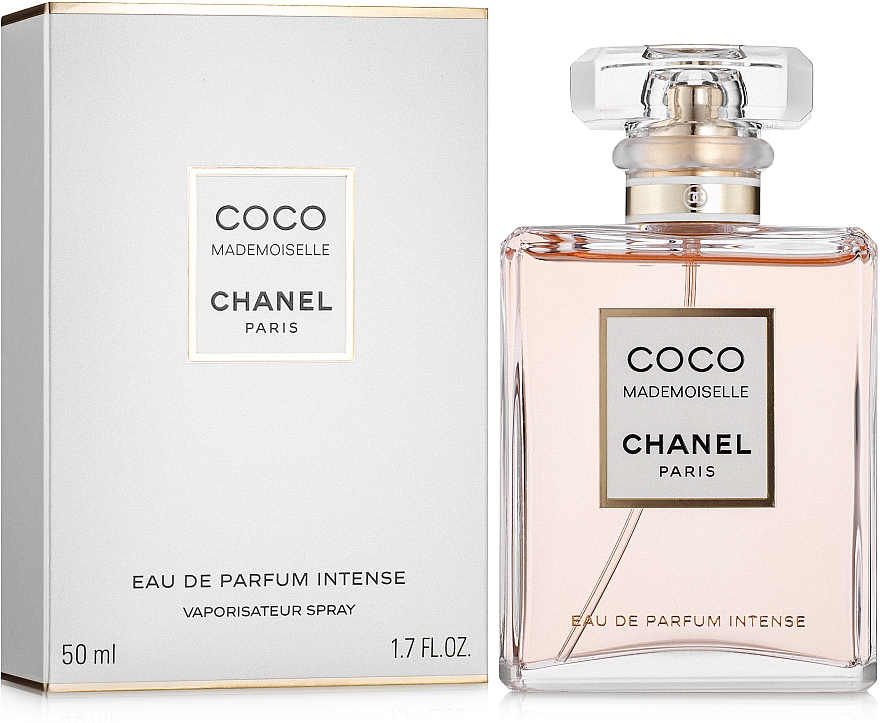 COCO
MADEMOISELLE
CHANEL
PARIS
EAU DE PARFUM INTENSE
VAPORISATEUR SPRAY
50 ml 1.7 FL.OZ.
COCO
MADEMOISELLE
CHANEL
PARIS
EAU DE PARFUM INTENSE